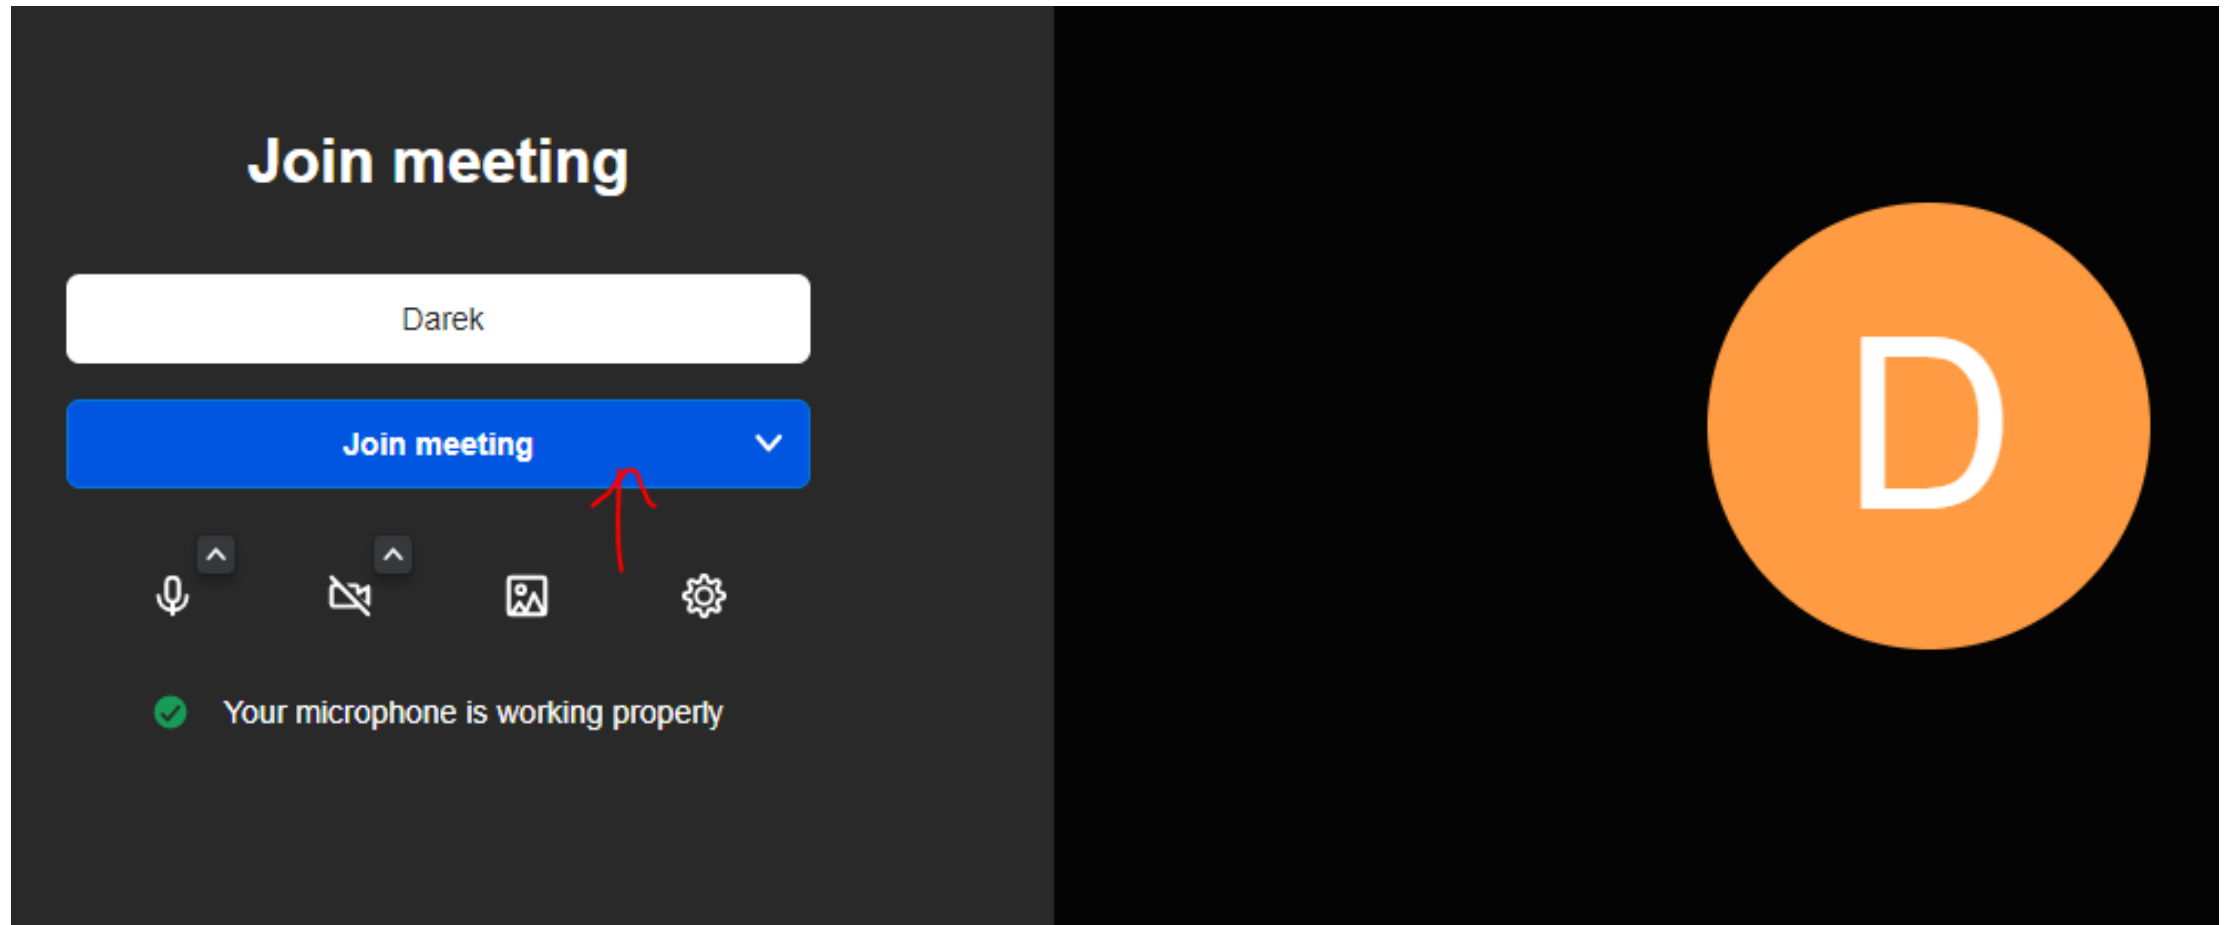 Join meeting
Darek
Join meeting
Your microphone is working properly
D